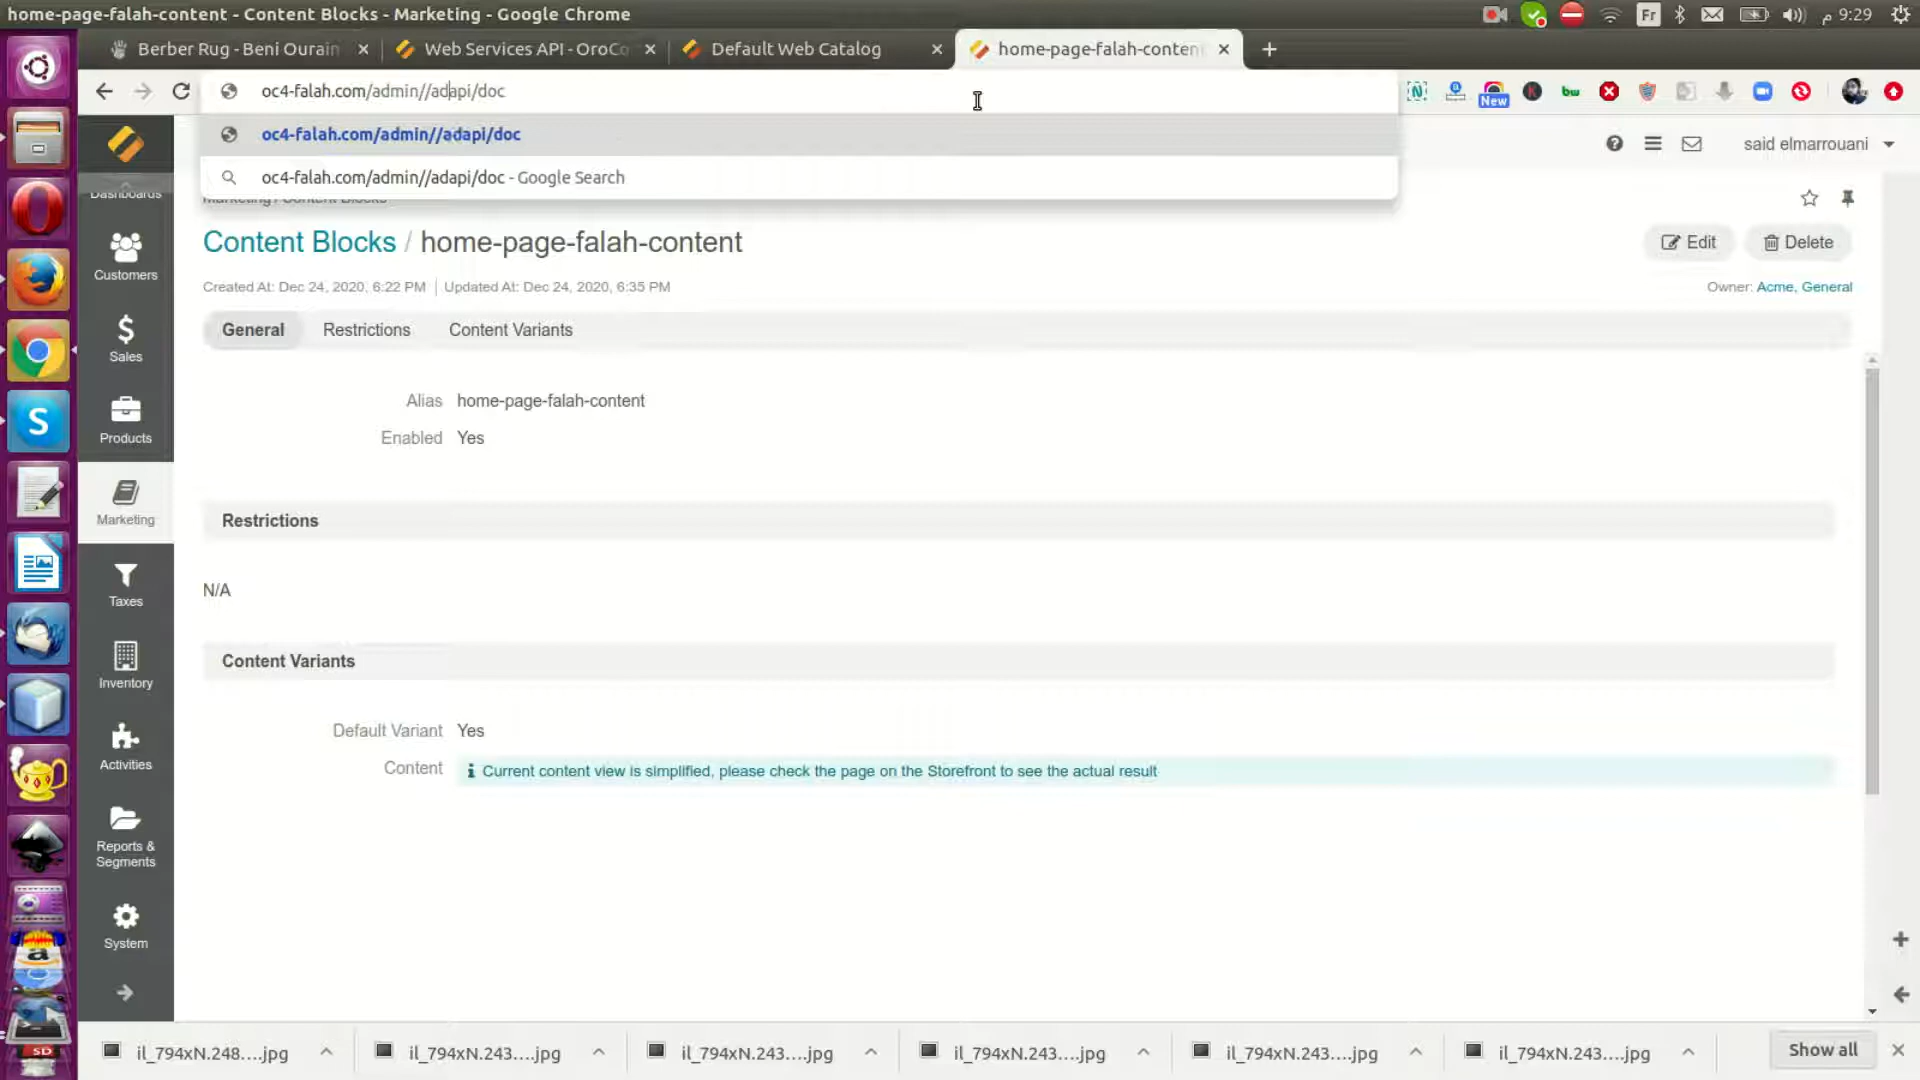 home-page-falah-content - Content Blocks - Marketing - Google Chrome
Fr
م 9:29
Berber Rug - Beni Ourain
Web Services API - OroCo
Default Web Catalog
home-page-falah-conten
oc4-falah.com/admin//adapi/doc
New
bw
oc4-falah.com/admin//adapi/doc
oc4-falah.com/admin//adapi/doc - Google Search
said elmarrouani
Dashboards
Marketing / Content Blocks
Content Blocks / home-page-falah-content
Edit
Delete
Created At: Dec 24, 2020, 6:22 PM
Updated At: Dec 24, 2020, 6:35 PM
Owner: Acme, General
General
Restrictions
Content Variants
Alias
home-page-falah-content
Enabled
Yes
Restrictions
N/A
Content Variants
Default Variant
Yes
Content
Current content view is simplified, please check the page on the Storefront to see the actual result
Customers
Sales
Products
Marketing
Taxes
Inventory
Activities
Reports &
Segments
System
il_794xN.248....jpg
il_794xN.243....jpg
il_794xN.243....jpg
il_794xN.243....jpg
il_794xN.243....jpg
il_794xN.243....jpg
Show all
SD